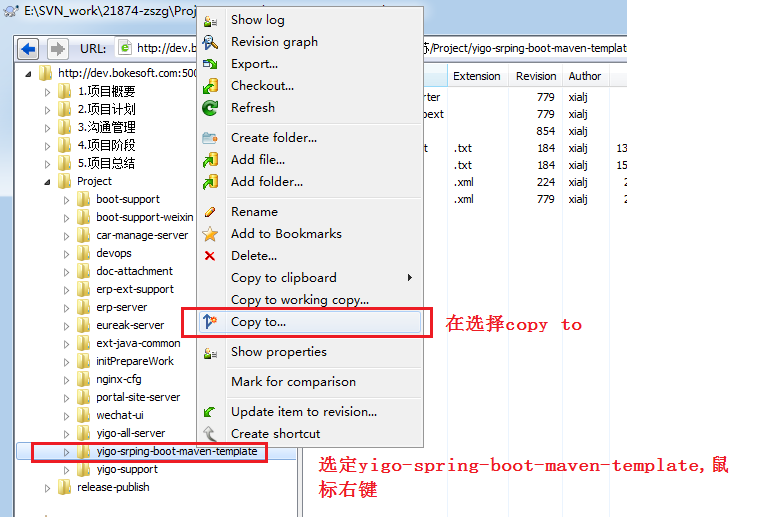 E:\SVN_work\21874-zszg\Proj
URL:
http://dev.
苏/Project/yigo-srping-boot-maven-template
http://dev.bokesoft.com:500
1.项目概要
2.项目计划
3.沟通管理
4.项目阶段
5.项目总结
Project
boot-support
boot-support-weixin
car-manage-server
devops
doc-attachment
erp-ext-support
erp-server
eureak-server
ext-java-common
initPrepareWork
nginx-cfg
portal-site-server
wechat-ui
yigo-all-server
yigo-srping-boot-maven-template
yigo-support
release-publish
Show log
Revision graph
Export...
Checkout...
Refresh
Create folder...
Add file...
Add folder...
Rename
Add to Bookmarks
Delete...
Copy to clipboard
Copy to working copy...
Copy to...
Show properties
Mark for comparison
Update item to revision...
Create shortcut
Extension Revision Author
rter 779 xialj
pext 779 xialj
854 xialj
t .txt 184 xialj 13
.txt 184 xialj 15
.xml 224 xialj 2
.xml 779 xialj 2
在选择copy to
选定yigo-spring-boot-maven-template,鼠
标右键